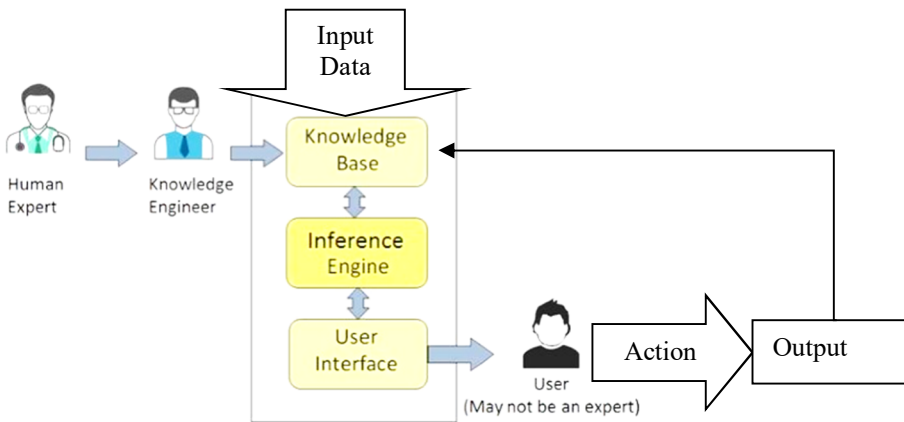 Input
Data
Human
Expert
Knowledge
Engineer
Knowledge
Base
Inference
Engine
User
Interface
User
(May not be an expert)
Action
Output